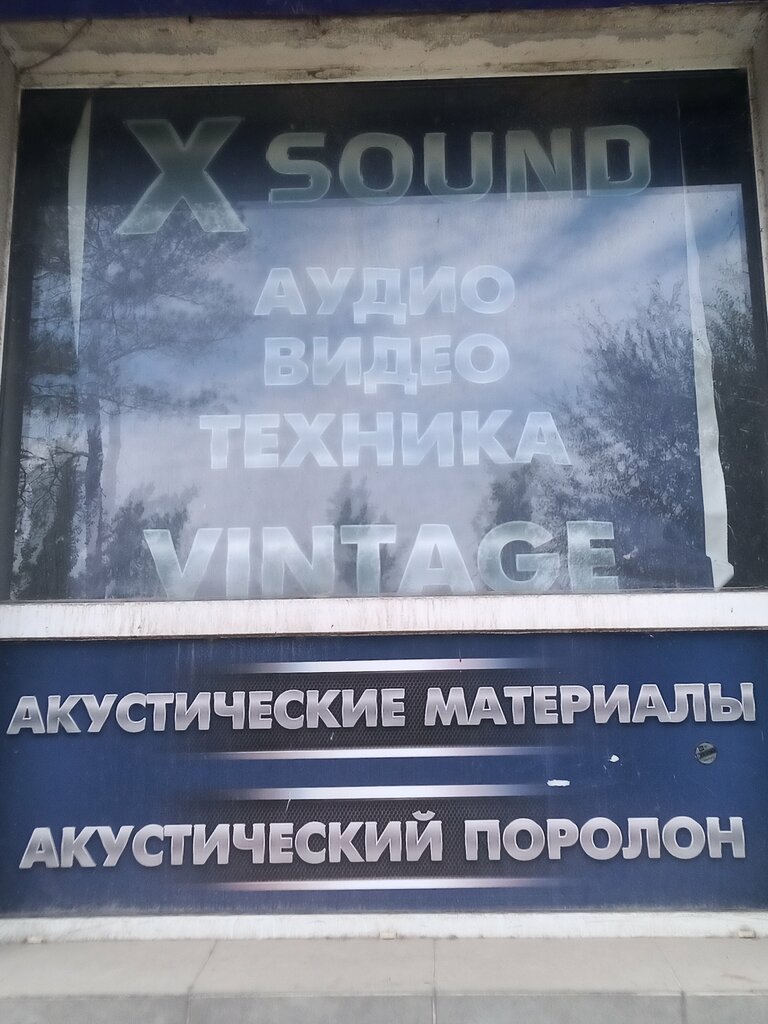 X SOUND
АУДИО
ВИДЕО
ТЕХНИКА
VINTAGE
АКУСТИЧЕСКИЕ МАТЕРИАЛЫ
АКУСТИЧЕСКИЙ ПОРОЛОН